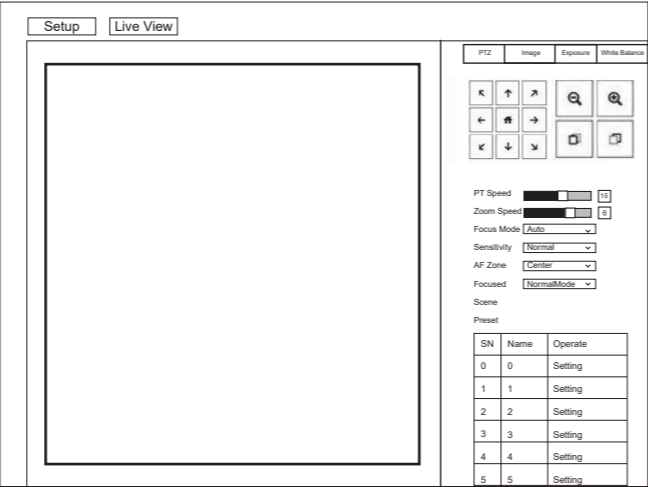 Setup Live View
PTZ Image Exposure White Balance
PT Speed 15
Zoom Speed 6
Focus Mode Auto
Sensitivity Normal
AF Zone Center
Focused NormalMode
Scene
Preset
SN Name Operate
0 0 Setting
1 1 Setting
2 2 Setting
3 3 Setting
4 4 Setting
5 5 Setting